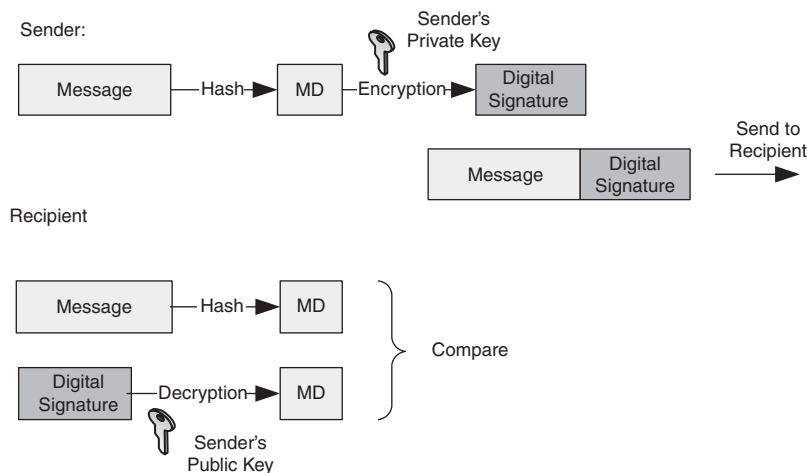 Sender:
Sender's
Private Key
Message
Hash
MD
Encryption
Digital
Signature
Message
Digital
Signature
Send to
Recipient
Recipient
Message
Hash
MD
Compare
Digital
Signature
Decryption
MD
Sender's
Public Key